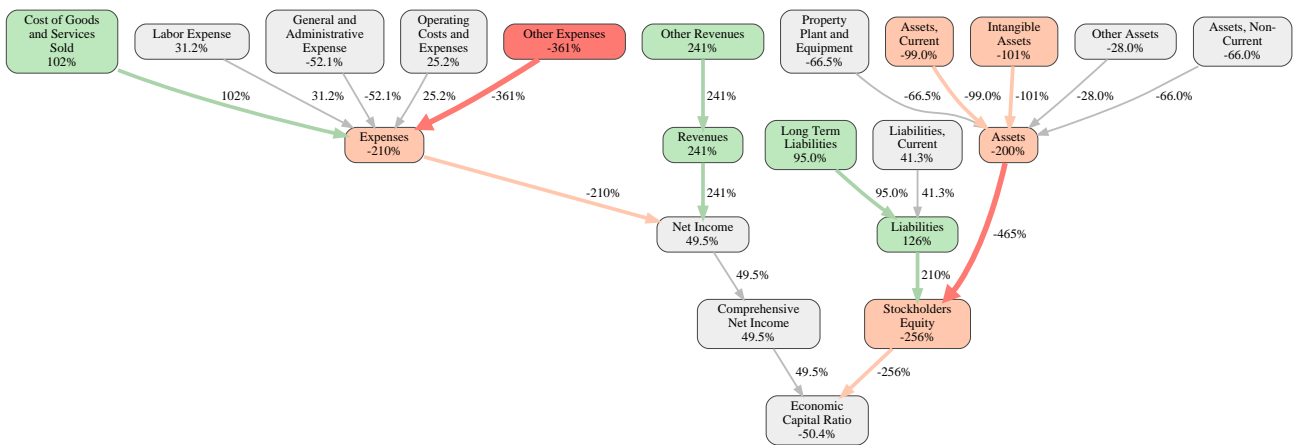 Cost of Goods
and Services
Sold
102%
Labor Expense
31.2%
General and
Administrative
Expense
-52.1%
Operating
Costs and
Expenses
25.2%
Other Expenses
-361%
Other Revenues
241%
Property
Plant and
Equipment
-66.5%
Assets,
Current
-99.0%
Intangible
Assets
-101%
Other Assets
-28.0%
Assets, Non-
Current
-66.0%
102%
31.2%
-52.1%
25.2%
-361%
241%
-66.5%
-99.0%
-101%
-28.0%
-66.0%
Expenses
-210%
Revenues
241%
Long Term
Liabilities
95.0%
Liabilities,
Current
41.3%
Assets
-200%
-210%
241%
95.0%
41.3%
-465%
Net Income
49.5%
Liabilities
126%
49.5%
210%
Comprehensive
Net Income
49.5%
Stockholders
Equity
-256%
49.5%
-256%
Economic
Capital Ratio
-50.4%